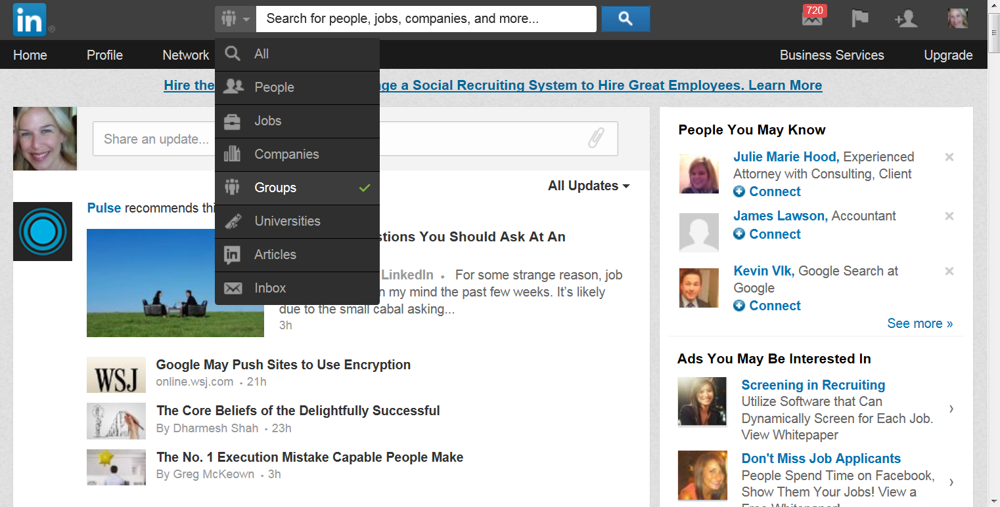 in ®
Search for people, jobs, companies, and more...
720
Home Profile Network Business Services Upgrade
All
People
Jobs
Companies
Groups
Universities
Articles
Inbox
Hire the
ge a Social Recruiting System to Hire Great Employees. Learn More
Share an update...
All Updates
Pulse recommends thi
stions You Should Ask At An
LinkedIn • For some strange reason, job
my mind the past few weeks. It’s likely
due to the small cabal asking...
3h
WSJ
Google May Push Sites to Use Encryption
online.wsj.com • 21h
The Core Beliefs of the Delightfully Successful
By Dharmesh Shah • 23h
The No. 1 Execution Mistake Capable People Make
By Greg McKeown • 3h
People You May Know
Julie Marie Hood, Experienced
Attorney with Consulting, Client
Connect
James Lawson, Accountant
Connect
Kevin Vlk, Google Search at
Google
Connect
See more »
Ads You May Be Interested In
Screening in Recruiting
Utilize Software that Can
Dynamically Screen for Each Job.
View Whitepaper
Don't Miss Job Applicants
People Spend Time on Facebook,
Show Them Your Jobs! View a
Free Whitepaper!